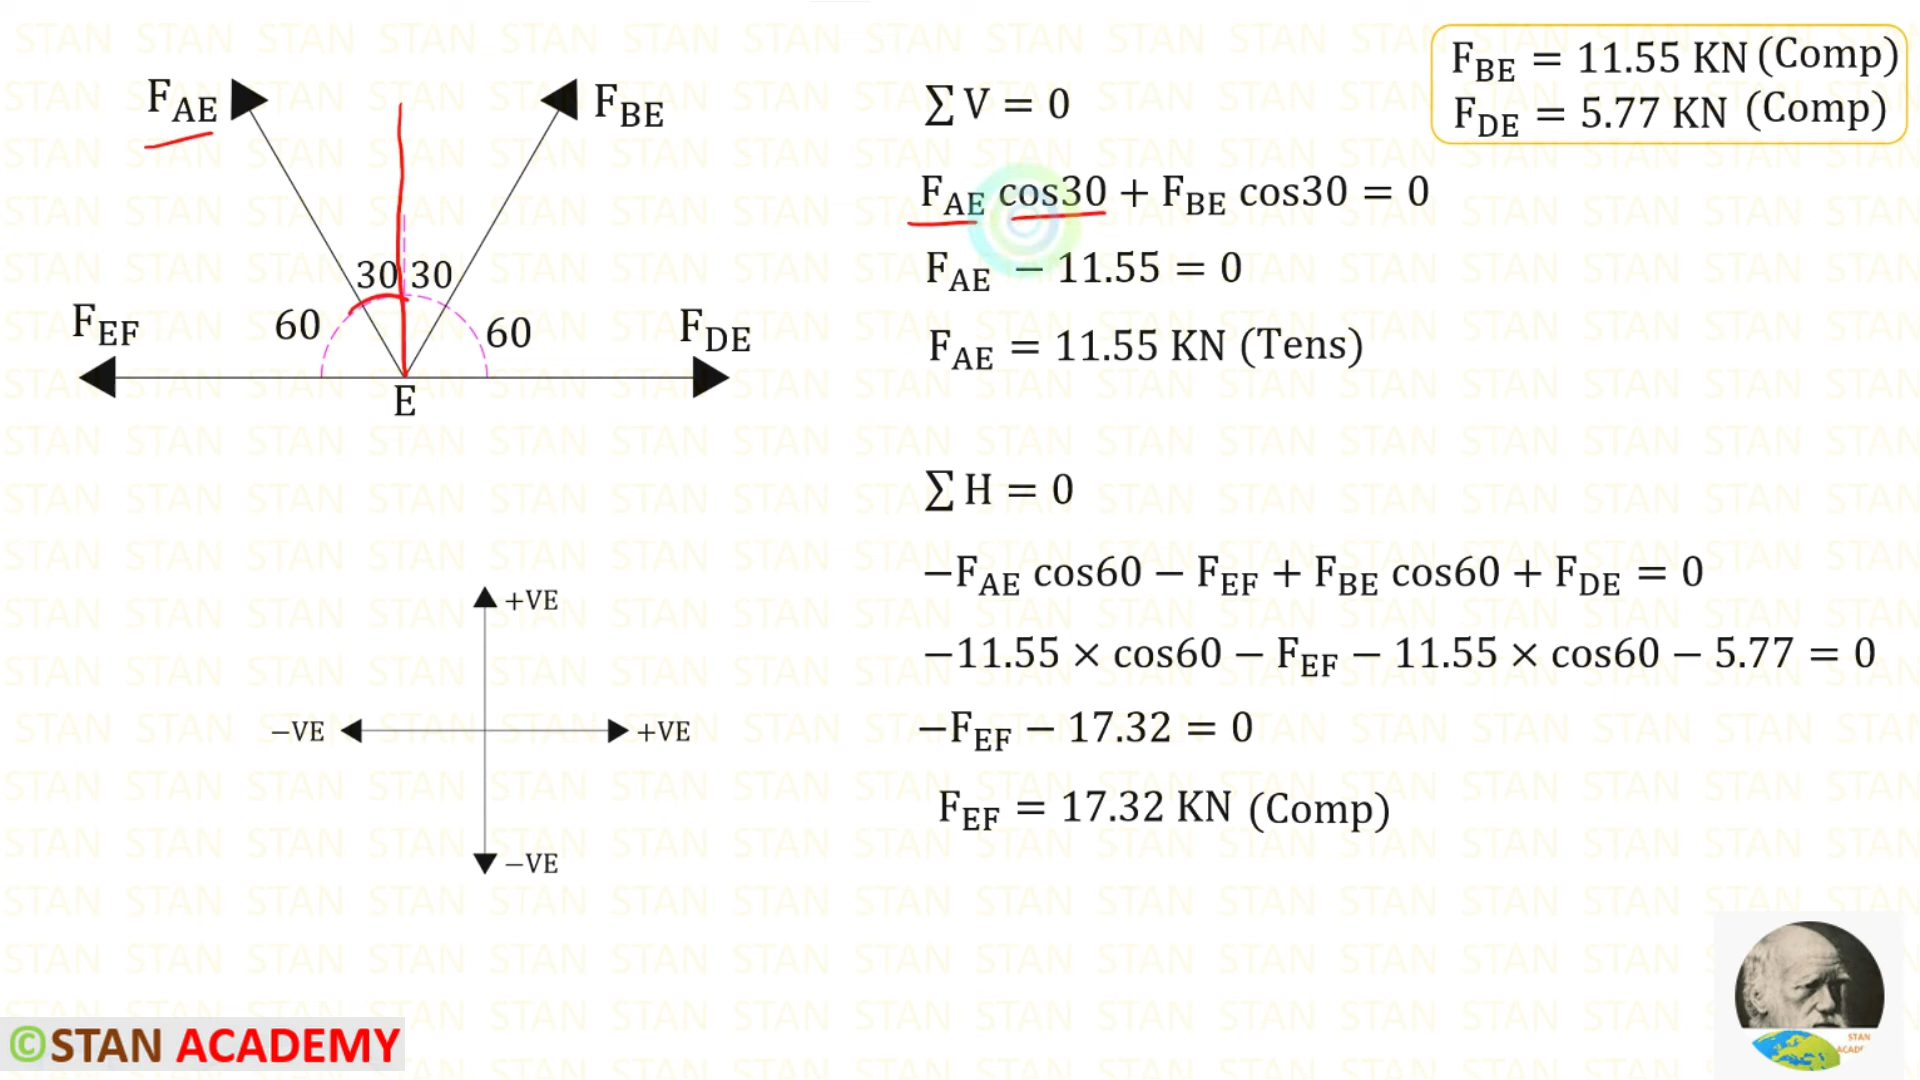 F_AE
F_BE
30 30
60
60
F_EF
F_DE
E
∑ V = 0
F_AE cos30 + F_BE cos30 = 0
F_AE − 11.55 = 0
F_AE = 11.55 KN (Tens)
F_BE = 11.55 KN (Comp)
F_DE = 5.77 KN (Comp)
∑ H = 0
−F_AE cos60 − F_EF + F_BE cos60 + F_DE = 0
−11.55 × cos60 − F_EF − 11.55 × cos60 − 5.77 = 0
−F_EF − 17.32 = 0
F_EF = 17.32 KN (Comp)
+VE
−VE
+VE
−VE
©STAN ACADEMY
STAN